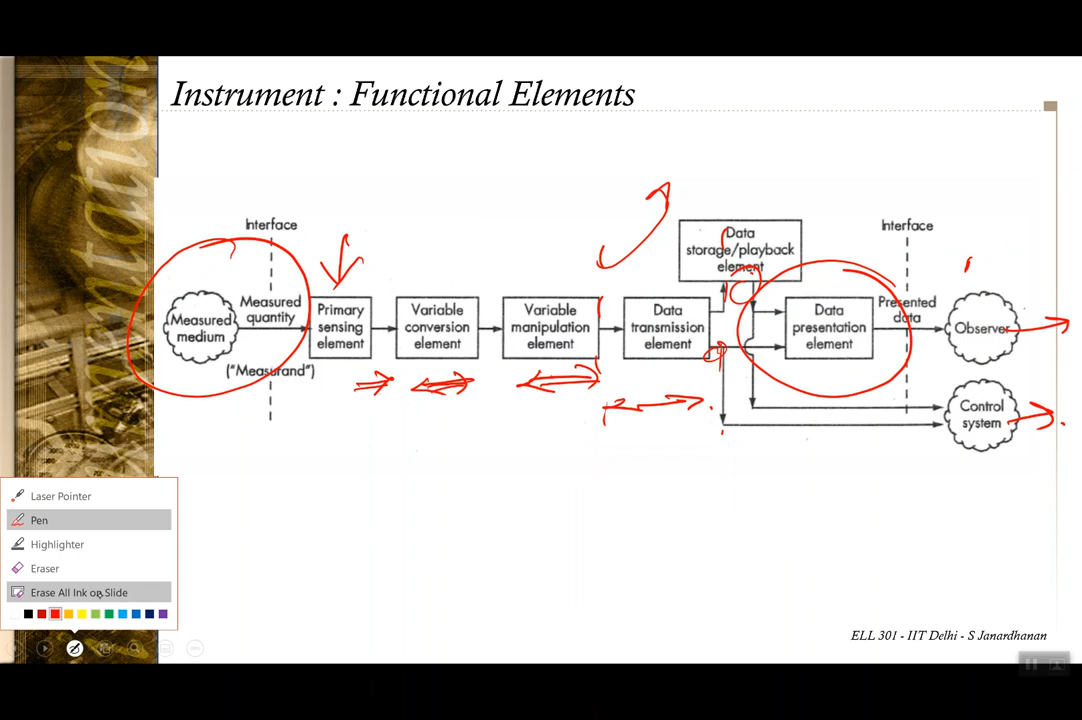 Instrument : Functional Elements
Interface
Interface
Data
storage/playback
element
Measured
medium
Measured
quantity
("Measurand")
Primary
sensing
element
Variable
conversion
element
Variable
manipulation
element
Data
transmission
element
Data
presentation
element
Presented
data
Observer
Control
system
Laser Pointer
Pen
Highlighter
Eraser
Erase All Ink on Slide
ELL 301 - IIT Delhi - S Janardhanan